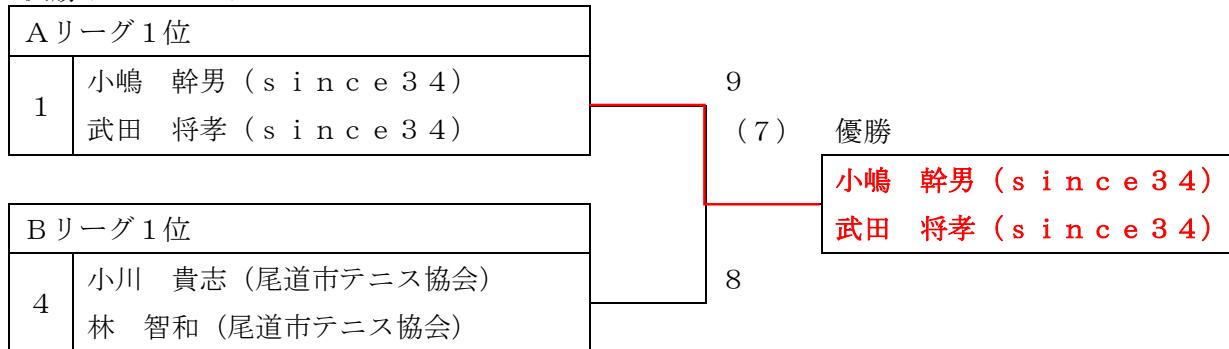 Aリーグ1位
1
小嶋　幹男（since34）
武田　将孝（since34）
9
（7）
優勝
小嶋　幹男（since34）
武田　将孝（since34）
Bリーグ1位
4
小川　貴志（尾道市テニス協会）
林　智和（尾道市テニス協会）
8